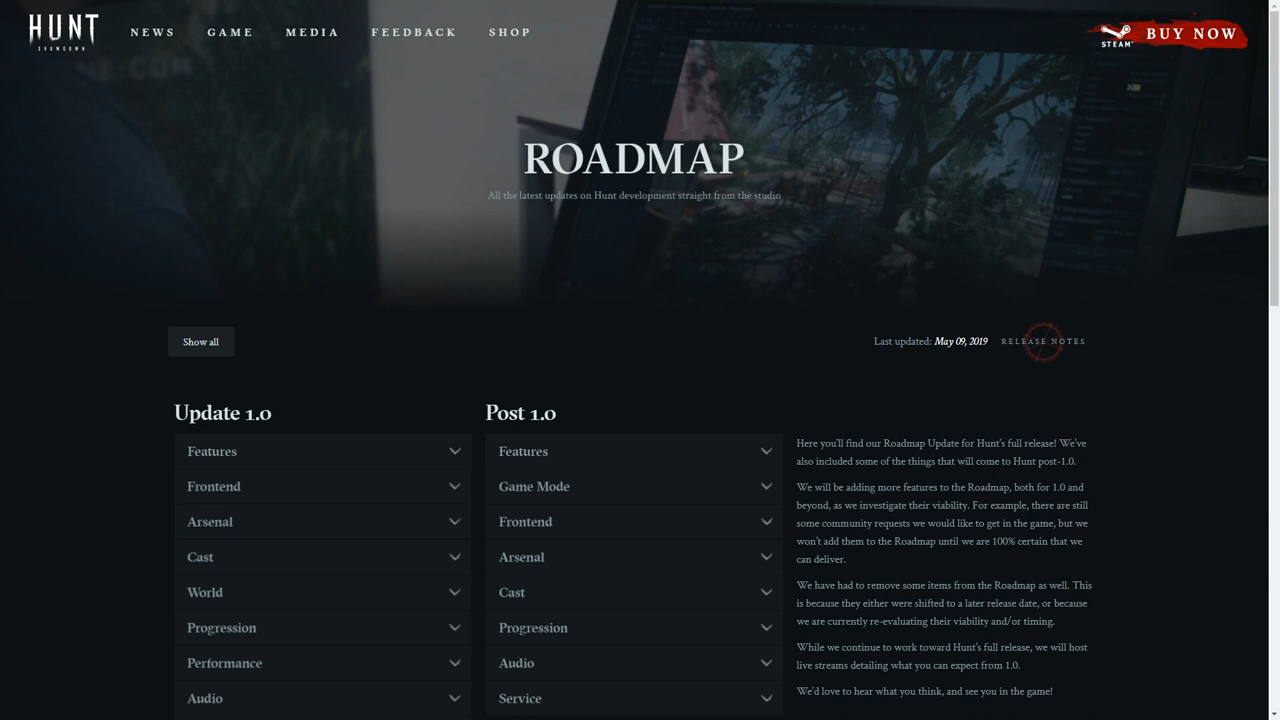 HUNT
SHOWDOWN
NEWS
GAME
MEDIA
FEEDBACK
SHOP
STEAM
BUY NOW
ROADMAP
All the latest updates on Hunt development straight from the studio
Show all
Last updated: May 09, 2019
RELEASE NOTES
Update 1.0
Features
Frontend
Arsenal
Cast
World
Progression
Performance
Audio
Post 1.0
Features
Game Mode
Frontend
Arsenal
Cast
Progression
Audio
Service
Here you'll find our Roadmap Update for Hunt's full release! We've
also included some of the things that will come to Hunt post-1.0.
We will be adding more features to the Roadmap, both for 1.0 and
beyond, as we investigate their viability. For example, there are still
some community requests we would like to get in the game, but we
won't add them to the Roadmap until we are 100% certain that we
can deliver.
We have had to remove some items from the Roadmap as well. This
is because they either were shifted to a later release date, or because
we are currently re-evaluating their viability and/or timing.
While we continue to work toward Hunt's full release, we will host
live streams detailing what you can expect from 1.0.
We'd love to hear what you think, and see you in the game!